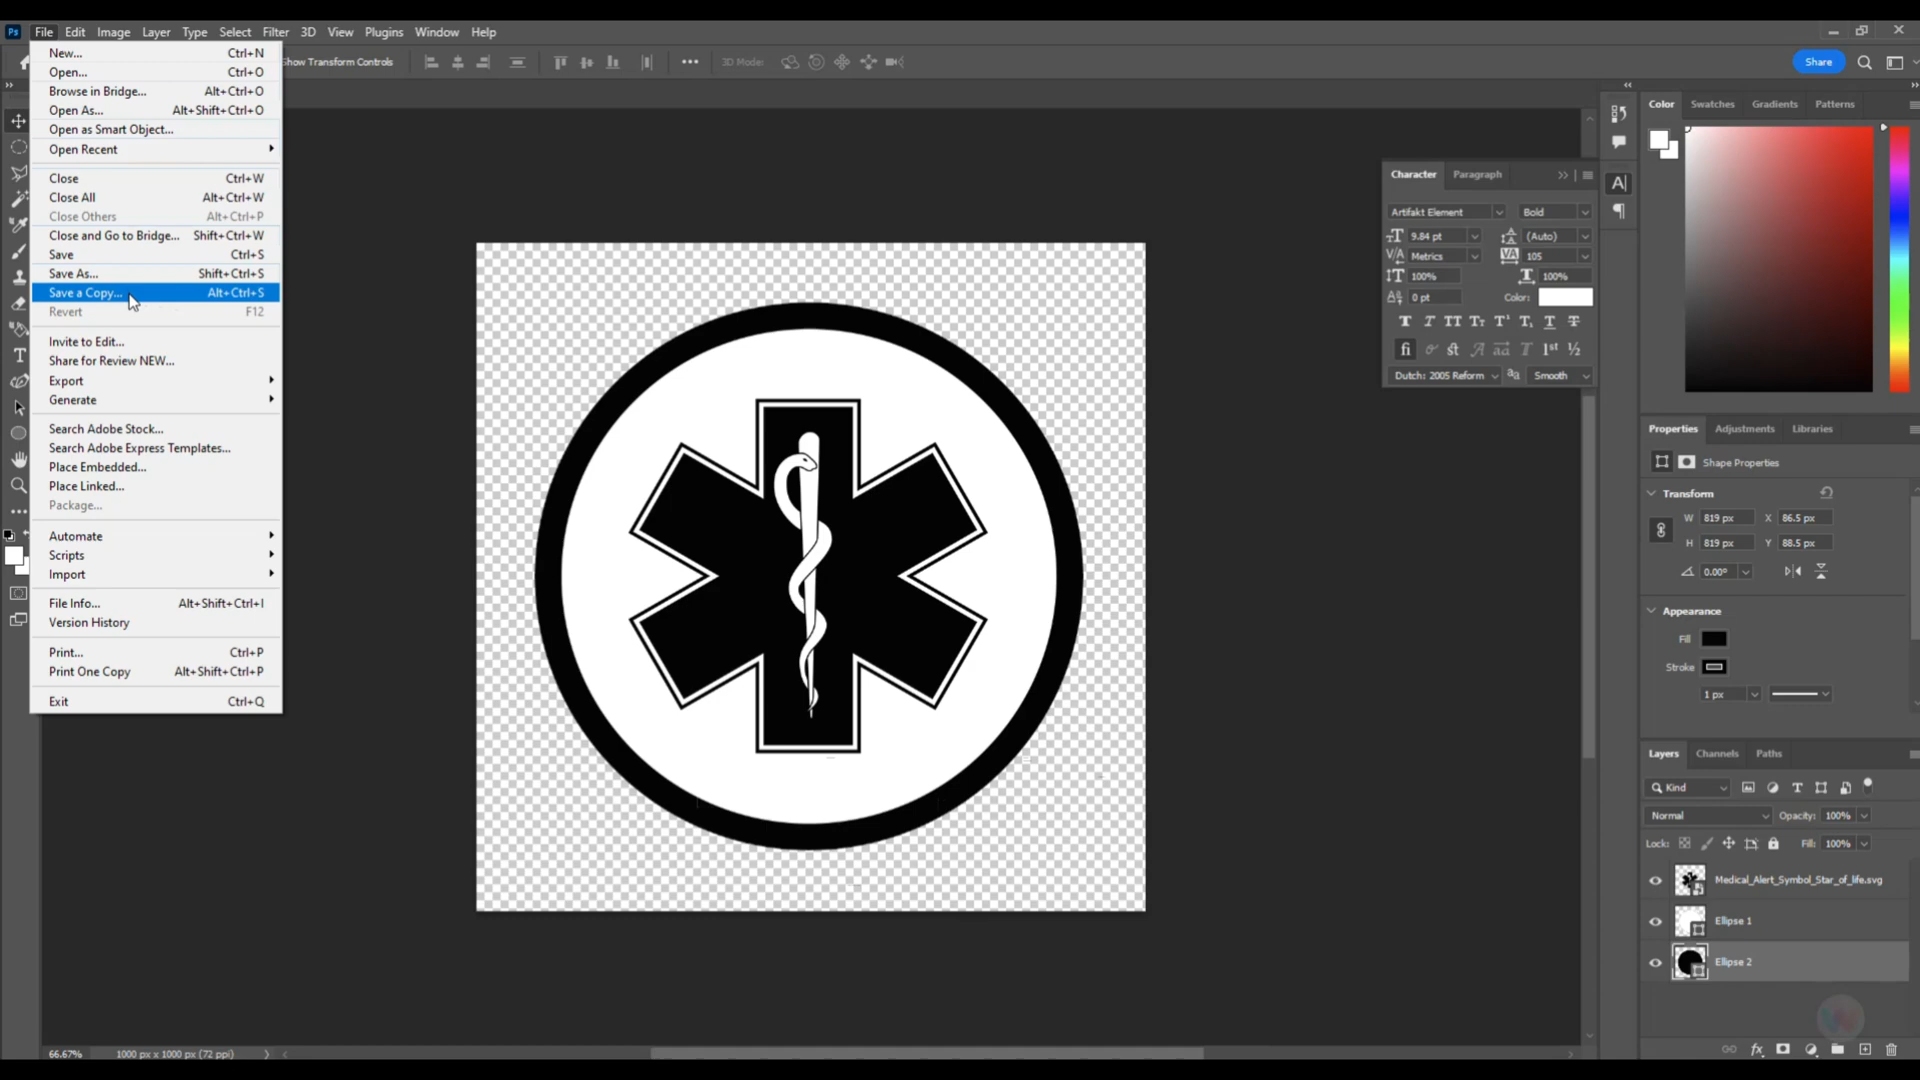 Ps File Edit Image Layer Type Select Filter 3D View Plugins Window Help
Show Transform Controls 3D Mode: Share
New... Ctrl+N
Open... Ctrl+O
Browse in Bridge... Alt+Ctrl+O
Open As... Alt+Shift+Ctrl+O
Open as Smart Object...
Open Recent
Close Ctrl+W
Close All Alt+Ctrl+W
Close Others Alt+Ctrl+P
Close and Go to Bridge... Shift+Ctrl+W
Save Ctrl+S
Save As... Shift+Ctrl+S
Save a Copy... Alt+Ctrl+S
Revert F12
Invite to Edit...
Share for Review NEW...
Export
Generate
Search Adobe Stock...
Search Adobe Express Templates...
Place Embedded...
Place Linked...
Package...
Automate
Scripts
Import
File Info... Alt+Shift+Ctrl+I
Version History
Print... Ctrl+P
Print One Copy Alt+Shift+Ctrl+P
Exit Ctrl+Q
Character Paragraph
Artifakt Element Bold
9.84 pt (Auto)
Metrics 105
100% 100%
0 pt Color:
Dutch: 2005 Reform aa Smooth
Color Swatches Gradients Patterns
Properties Adjustments Libraries
Shape Properties
Transform
W 819 px X 86.5 px
H 819 px Y 88.5 px
0.00°
Appearance
Fill
Stroke
1 px
Layers Channels Paths
Kind
Normal Opacity: 100%
Lock: Fill: 100%
Medical_Alert_Symbol_Star_of_life.svg
Ellipse 1
Ellipse 2
fx
66.67% 1000 px x 1000 px (72 ppi)